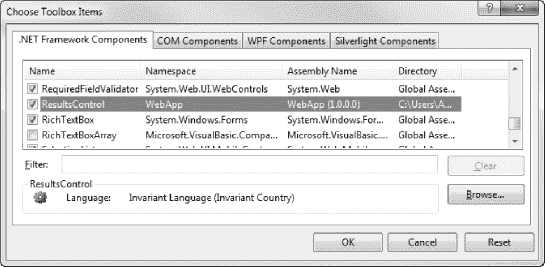 Choose Toolbox Items
.NET Framework Components COM Components WPF Components Silverlight Components
Name Namespace Assembly Name Directory
RequiredFieldValidator System.Web.UI.WebControls System.Web Global Asse...
ResultsControl WebApp WebApp (1.0.0.0) C:\Users\A...
RichTextBox System.Windows.Forms System.Windows.For... Global Asse...
RichTextBoxArray Microsoft.VisualBasic.Compa... Microsoft.VisualBasi... Global Asse...
Filter:
Clear
ResultsControl
Language: Invariant Language (Invariant Country)
Browse...
OK Cancel Reset